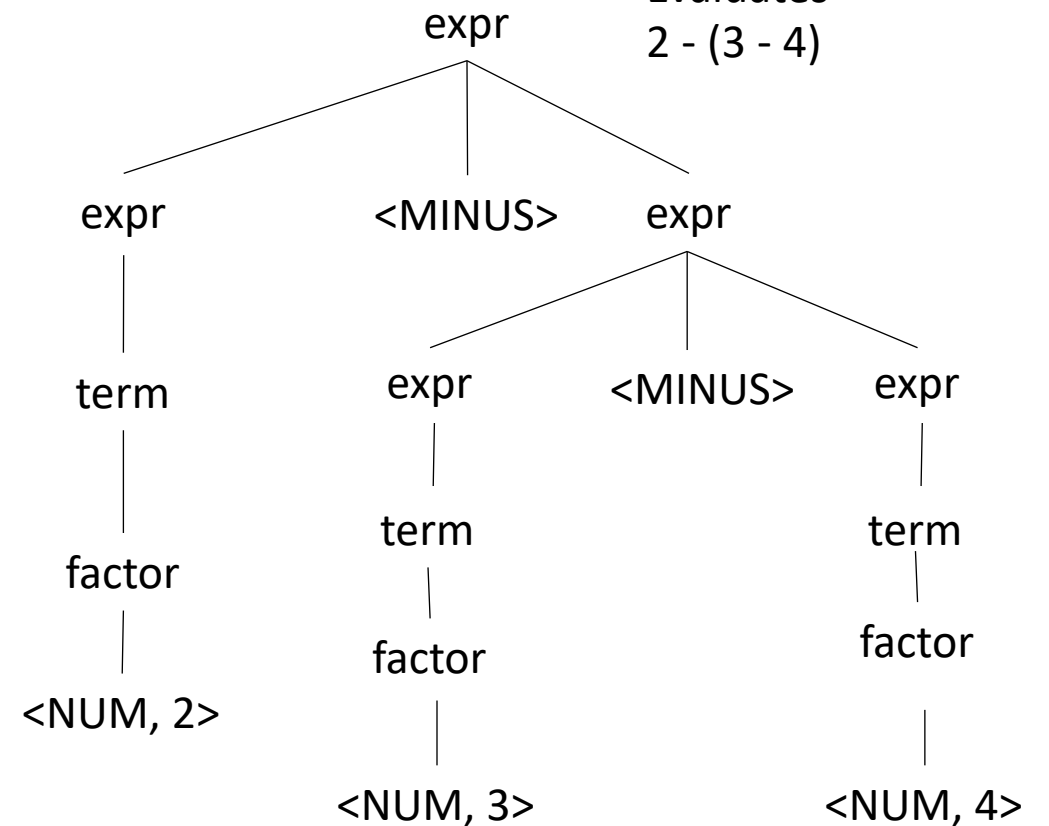 Evaluates
expr
2 - (3 - 4)
expr
<MINUS>
expr
term
expr
<MINUS>
expr
term
term
factor
factor
factor
<NUM, 2>
<NUM, 3>
<NUM, 4>